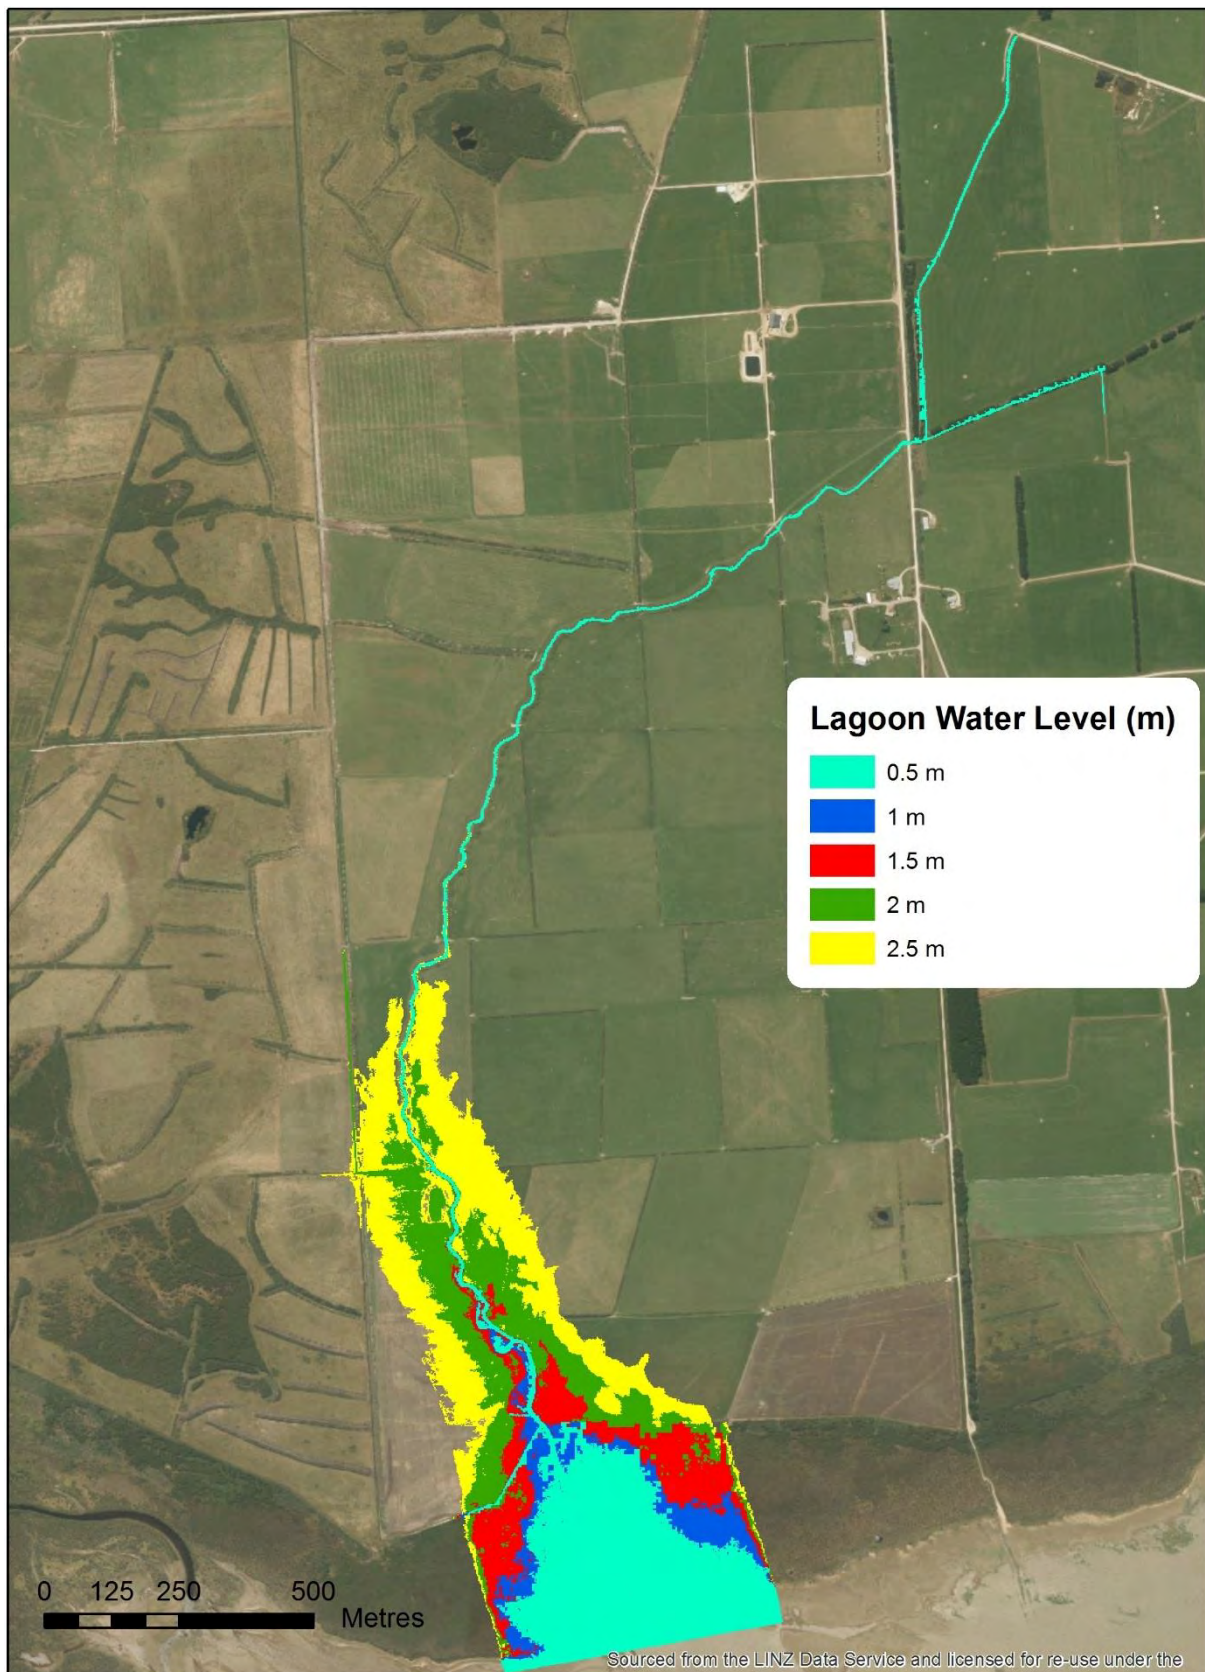 Lagoon Water Level (m)
0.5 m
1 m
1.5 m
2 m
2.5 m
0 125 250 500
Metres
Sourced from the LINZ Data Service and licensed for re-use under the